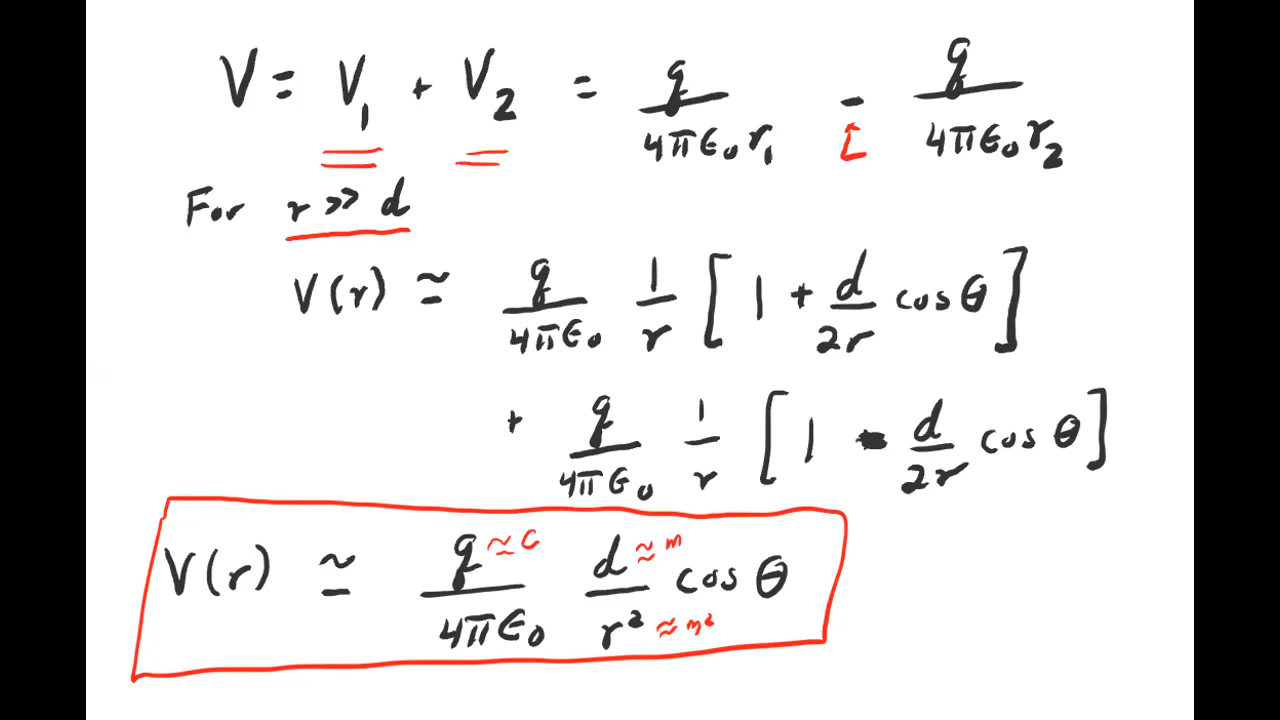 V = V₁ + V₂ = q/(4πϵ₀r₁) - q/(4πϵ₀r₂)
For r >> d
V(r) ≃ q/(4πϵ₀) 1/r [1 + d/(2r) cos θ]
+ q/(4πϵ₀) 1/r [1 - d/(2r) cos θ]
V(r) ≃ q/(4πϵ₀) d/r² cos θ
≈ C
≈ m
≈ m²